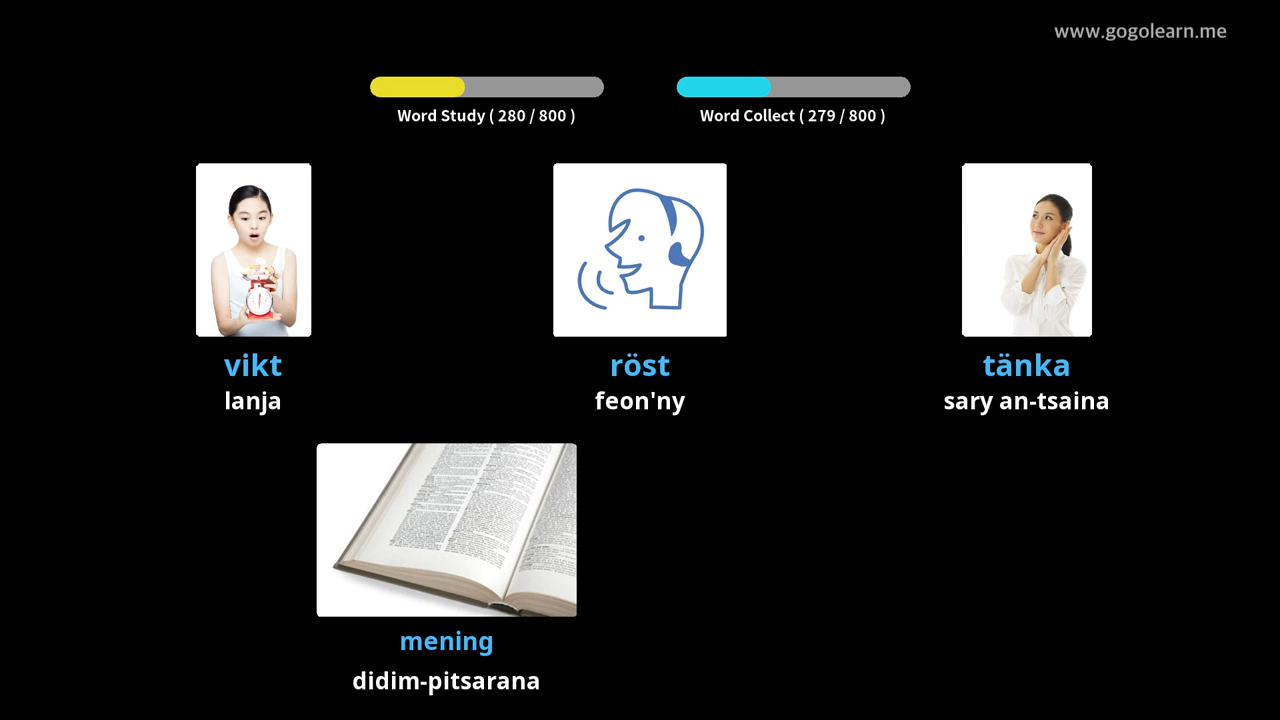 www.gogolearn.me
Word Study ( 280 / 800 )
Word Collect ( 279 / 800 )
vikt
lanja
röst
feon'ny
tänka
sary an-tsaina
mening
didim-pitsarana